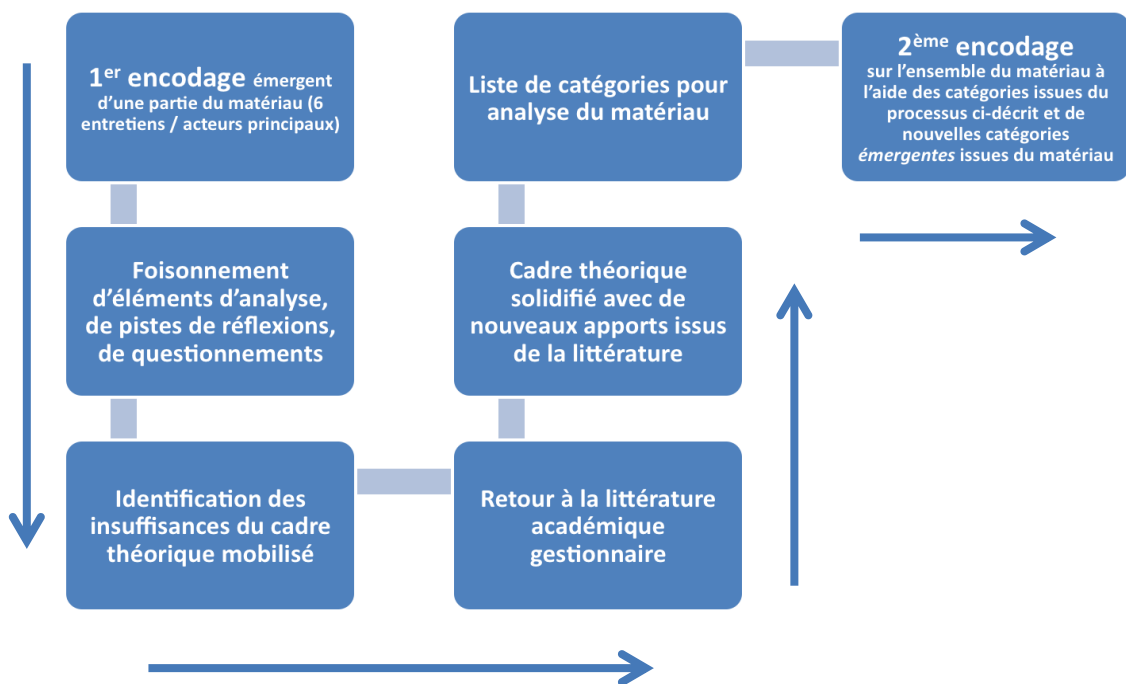 1er encodage émergent
d'une partie du matériau (6
entretiens / acteurs principaux)
Foisonnement
d'éléments d'analyse,
de pistes de réflexions,
de questionnements
Identification des
insuffisances du cadre
théorique mobilisé
Retour à la littérature
académique
gestionnaire
Cadre théorique
solidifié avec de
nouveaux apports issus
de la littérature
Liste de catégories pour
analyse du matériau
2ème encodage
sur l'ensemble du matériau à
l'aide des catégories issues du
processus ci-décrit et de
nouvelles catégories
émergentes issues du matériau